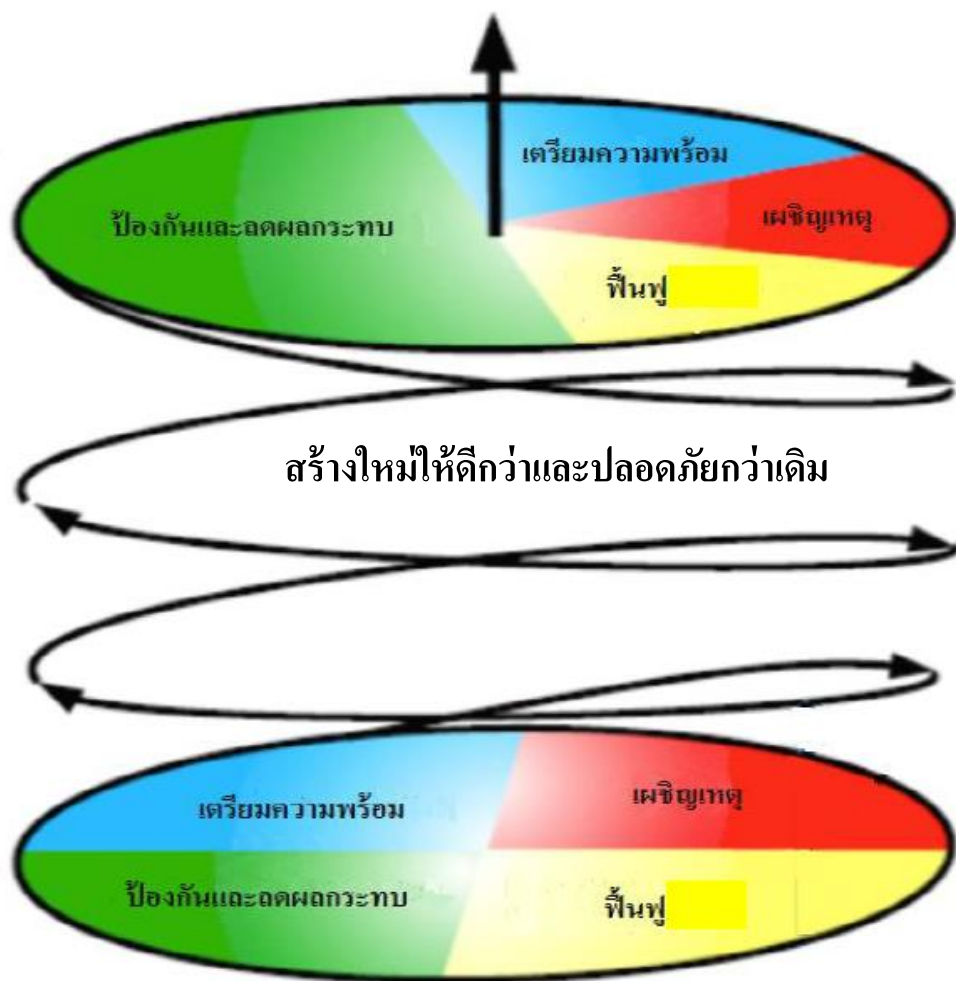 เตรียมความพร้อม
ป้องกันและลดผลกระทบ
เผชิญเหตุ
ฟื้นฟู
สร้างใหม่ให้ดีกว่าและปลอดภัยกว่าเดิม
เตรียมความพร้อม
เผชิญเหตุ
ป้องกันและลดผลกระทบ
ฟื้นฟู